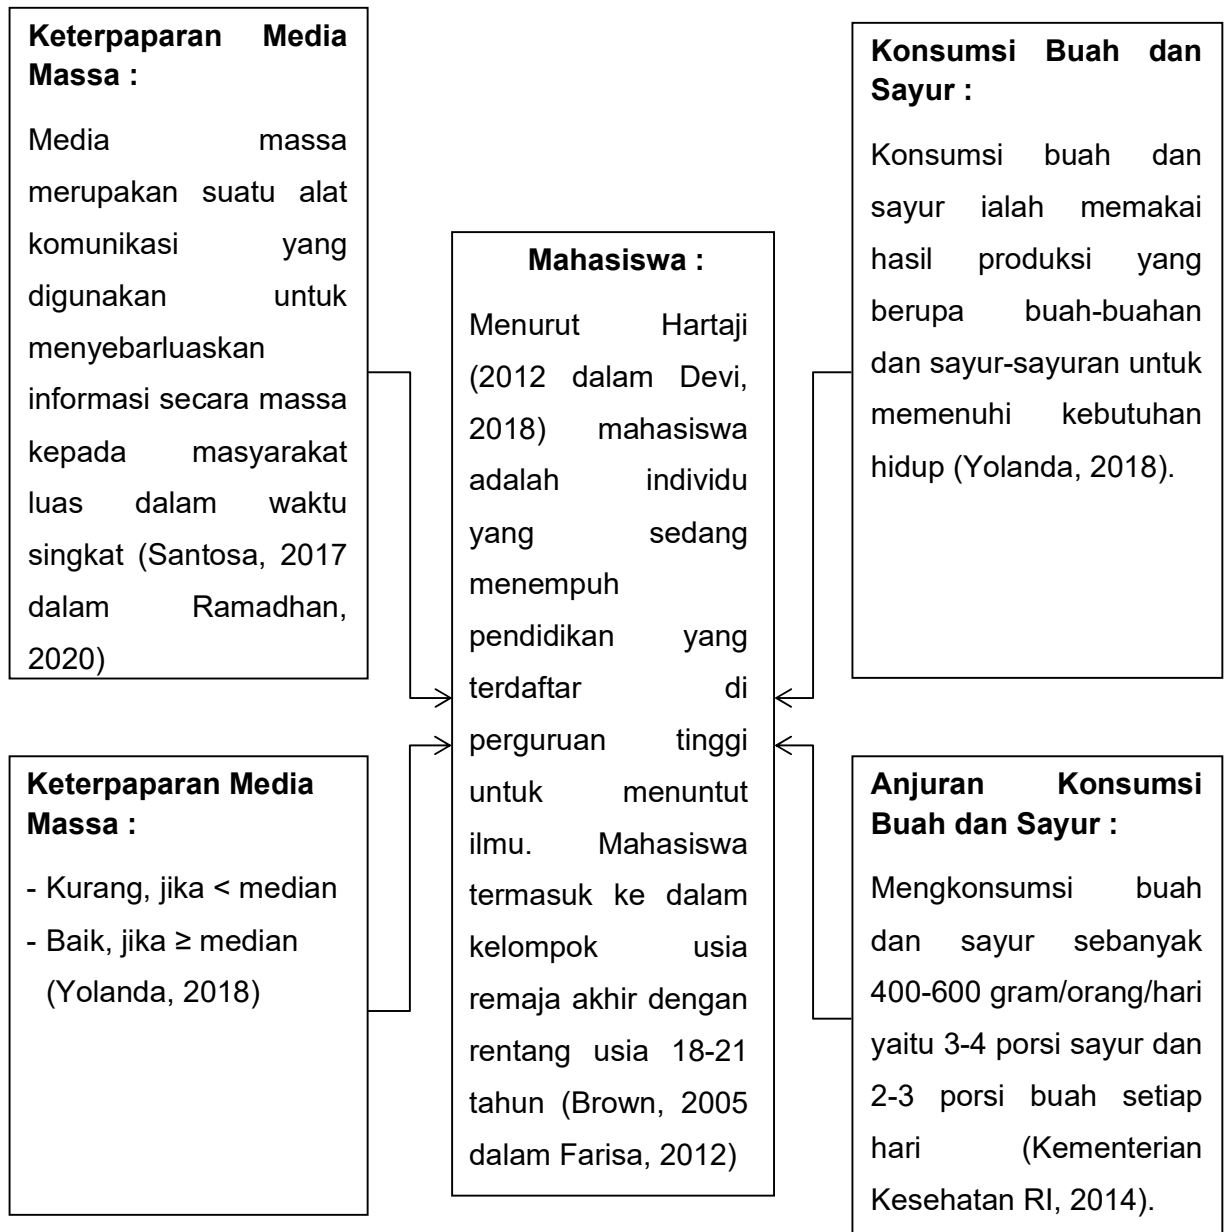 Keterpaparan Media
Massa :
Media massa
merupakan suatu alat
komunikasi yang
digunakan untuk
menyebarluaskan
informasi secara massa
kepada masyarakat
luas dalam waktu
singkat (Santosa, 2017
dalam Ramadhan,
2020)
Keterpaparan Media
Massa :
- Kurang, jika < median
- Baik, jika ≥ median
(Yolanda, 2018)
Mahasiswa :
Menurut Hartaji
(2012 dalam Devi,
2018) mahasiswa
adalah individu
yang sedang
menempuh
pendidikan yang
terdaftar di
perguruan tinggi
untuk menuntut
ilmu. Mahasiswa
termasuk ke dalam
kelompok usia
remaja akhir dengan
rentang usia 18-21
tahun (Brown, 2005
dalam Farisa, 2012)
Konsumsi Buah dan
Sayur :
Konsumsi buah dan
sayur ialah memakai
hasil produksi yang
berupa buah-buahan
dan sayur-sayuran untuk
memenuhi kebutuhan
hidup (Yolanda, 2018).
Anjuran Konsumsi
Buah dan Sayur :
Mengkonsumsi buah
dan sayur sebanyak
400-600 gram/orang/hari
yaitu 3-4 porsi sayur dan
2-3 porsi buah setiap
hari (Kementerian
Kesehatan RI, 2014).